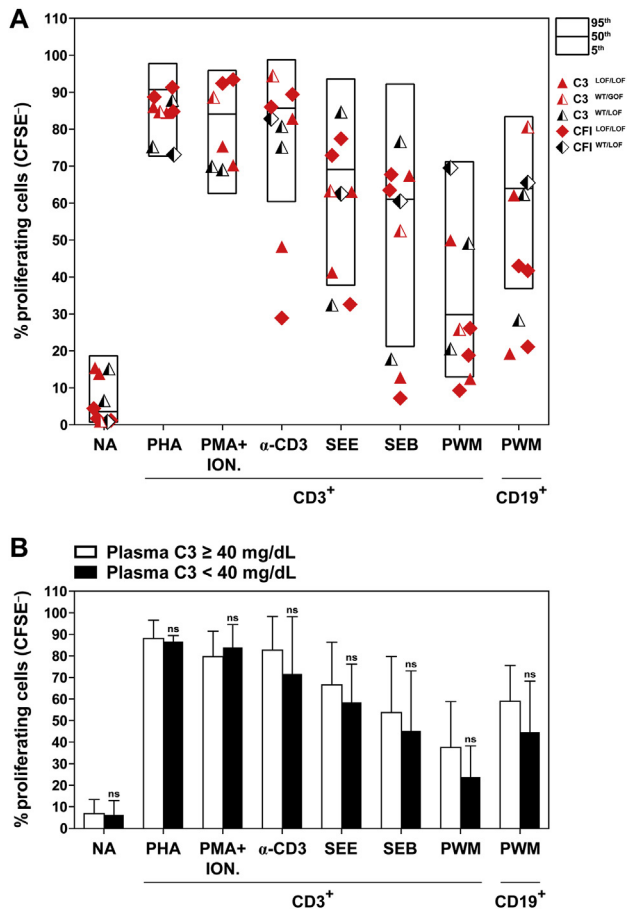 A
% proliferating cells (CFSE⁻)
110
100
90
80
70
60
50
40
30
20
10
0
95th
50th
5th
C3 LOF/LOF
C3 WT/GOF
C3 WT/LOF
CFI LOF/LOF
CFI WT/LOF
NA PHA PMA+ α-CD3 SEE SEB PWM PWM
ION.
CD3⁺ CD19⁺
B
Plasma C3 ≥ 40 mg/dL
Plasma C3 < 40 mg/dL
% proliferating cells (CFSE⁻)
110
100
90
80
70
60
50
40
30
20
10
0
ns ns ns ns ns ns ns ns
NA PHA PMA+ α-CD3 SEE SEB PWM PWM
ION.
CD3⁺ CD19⁺